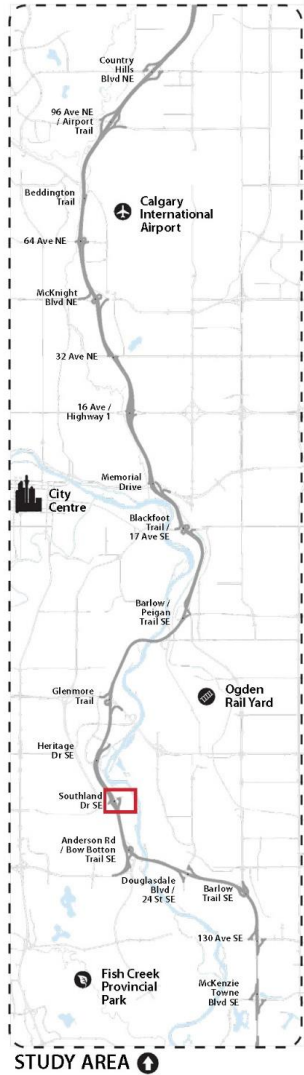 Country
Hills
Blvd NE
96 Ave NE
/ Airport
Trail
Beddington
Trail
Calgary
International
Airport
64 Ave NE
McKnight
Blvd NE
32 Ave NE
16 Ave /
Highway 1
Memorial
Drive
City
Centre
Blackfoot
Trail /
17 Ave SE
Barlow /
Peigan
Trail SE
Glenmore
Trail
Ogden
Rail Yard
Heritage
Dr SE
Southland
Dr SE
Anderson Rd
/ Bow Botton
Trail SE
Douglasdale
Blvd /
24 St SE
Barlow
Trail SE
130 Ave SE
Fish Creek
Provincial
Park
McKenzie
Towne
Blvd SE
STUDY AREA